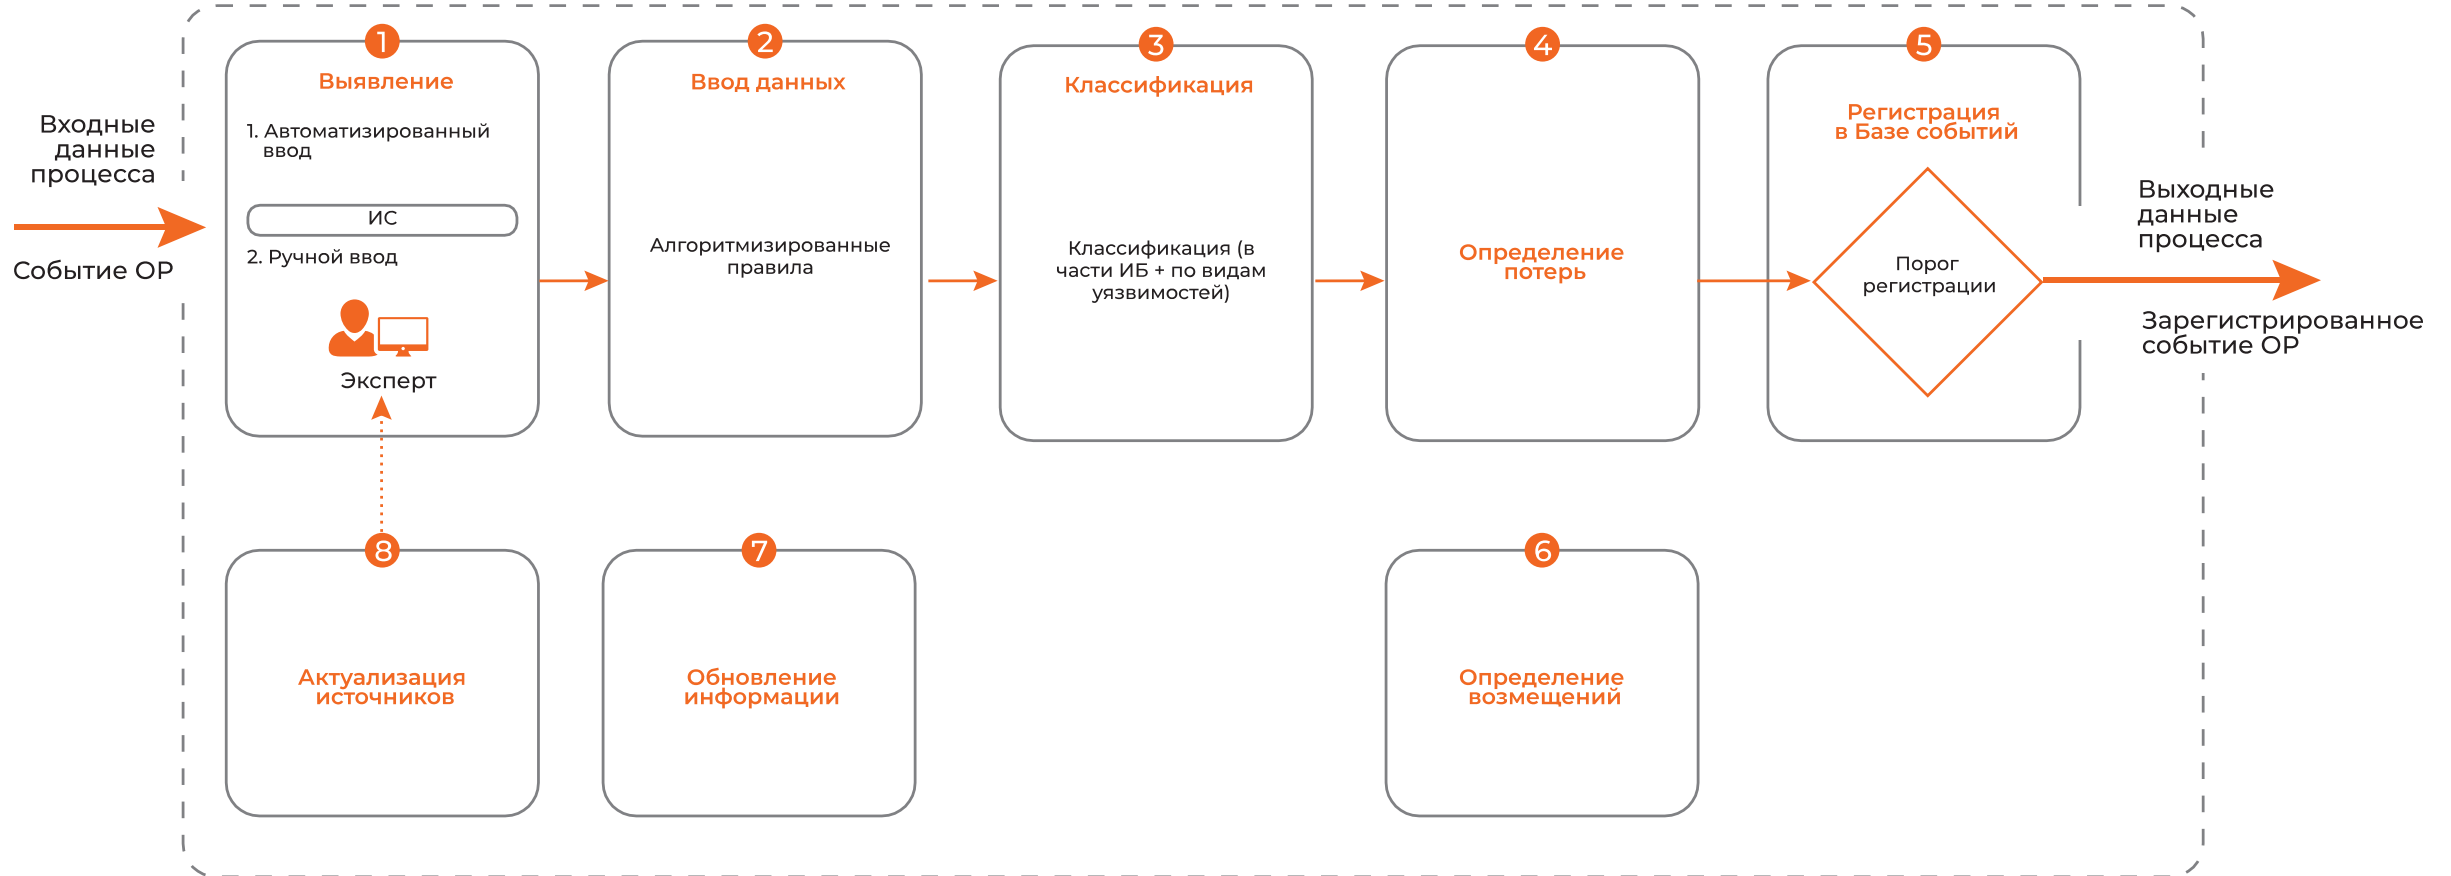 Входные
данные
процесса
Событие ОР
1
Выявление
1. Автоматизированный
ввод
ИС
2. Ручной ввод
Эксперт
2
Ввод данных
Алгоритмизированные
правила
3
Классификация
Классификация (в
части ИБ + по видам
уязвимостей)
4
Определение
потерь
5
Регистрация
в Базе событий
Порог
регистрации
Выходные
данные
процесса
Зарегистрированное
событие ОР
8
Актуализация
источников
7
Обновление
информации
6
Определение
возмещений